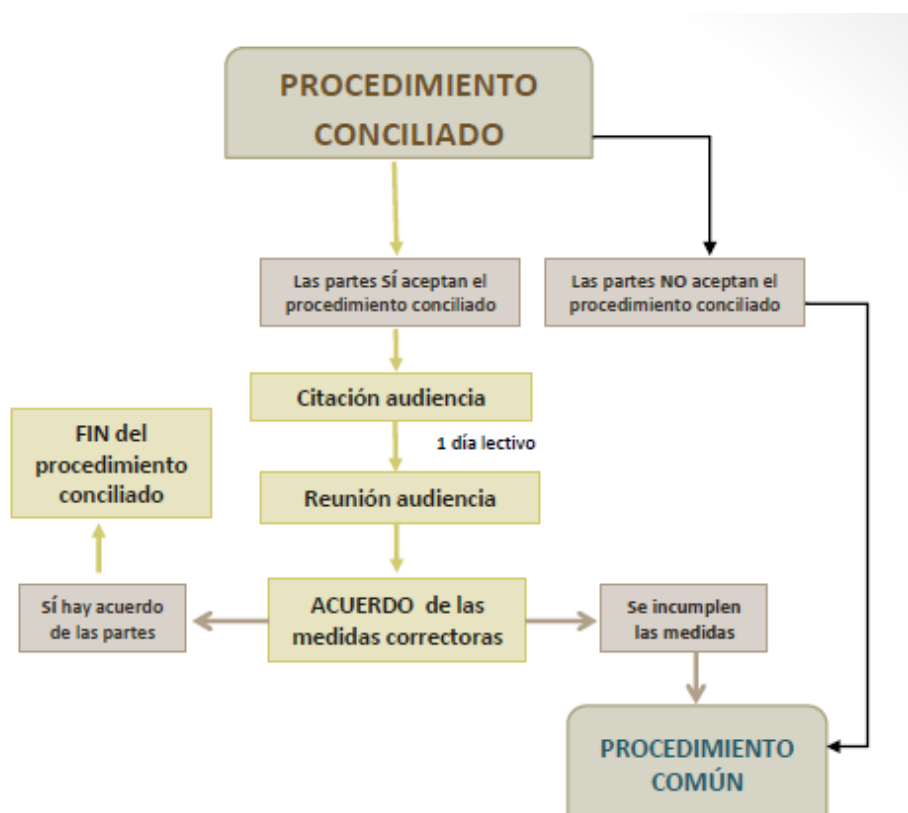 PROCEDIMIENTO
CONCILIADO
Las partes SÍ aptan el
procedimiento conciliado
Las partes NO aceptan el
procedimiento conciliado
Citación audiencia
1 día lectivo
FIN del
procedimiento
conciliado
Reunión audiencia
SÍ hay acuerdo
de las partes
ACUERDO de las
medidas correctoras
Se incumplen
las medidas
PROCEDIMIENTO
COMÚN